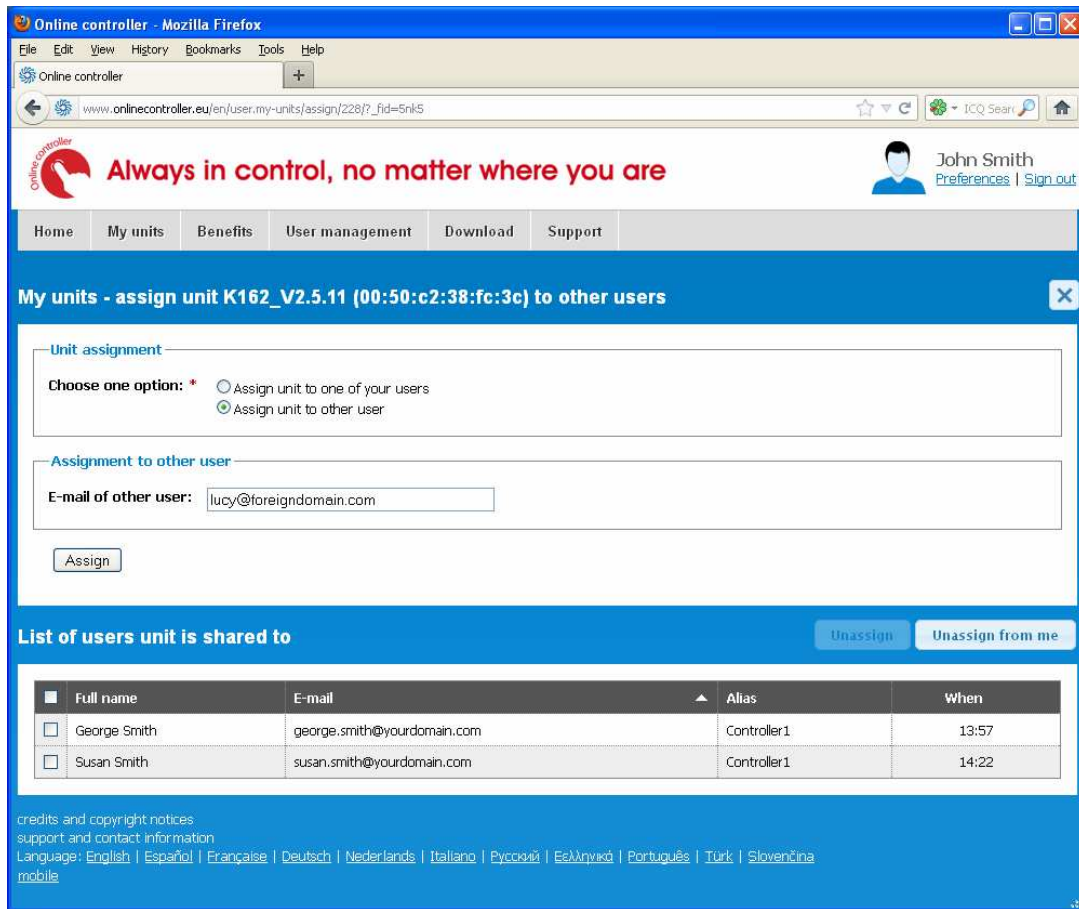 Online controller - Mozilla Firefox
File Edit View History Bookmarks Tools Help
Online controller +
www.onlinecontroller.eu/en/user.my-units/assign/228/?_fid=5nk5 ICQ Sear
Online controller
Always in control, no matter where you are
John Smith
Preferences | Sign out
Home My units Benefits User management Download Support
My units - assign unit K162_V2.5.11 (00:50:c2:38:fc:3c) to other users
Unit assignment
Choose one option: * Assign unit to one of your users
Assign unit to other user
Assignment to other user
E-mail of other user: lucy@foreigndomain.com
Assign
List of users unit is shared to Unassign Unassign from me
Full name E-mail Alias When
George Smith george.smith@yourdomain.com Controller1 13:57
Susan Smith susan.smith@yourdomain.com Controller1 14:22
credits and copyright notices
support and contact information
Language: English | Español | Française | Deutsch | Nederlands | Italiano | Русский | Εελληνικά | Português | Türk | Slovenčina
mobile